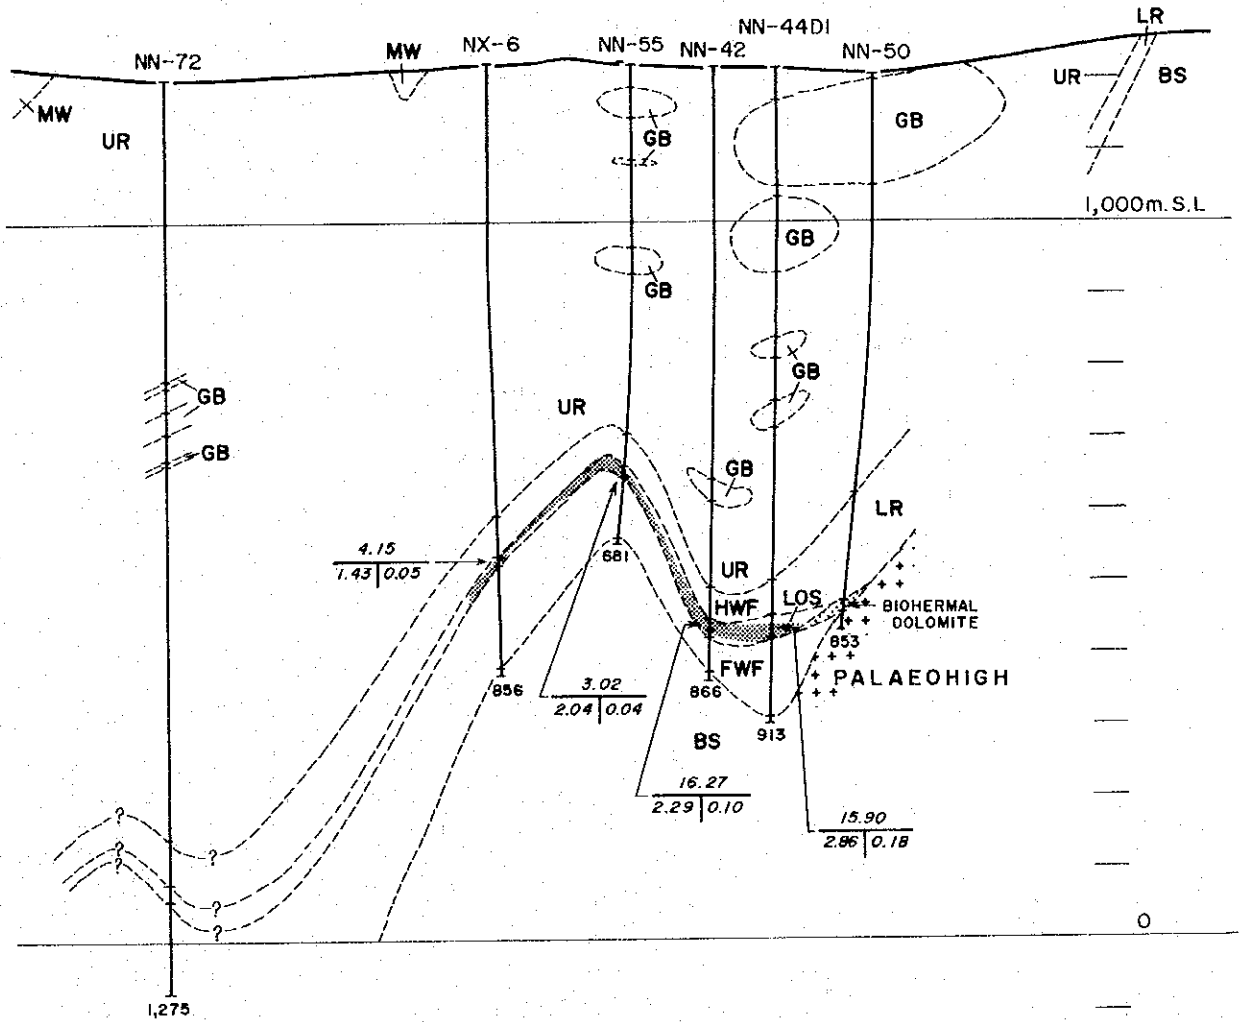 LR
NN-44DI
MW
NX-6
NN-55
NN-42
NN-50
NN-72
UR
BS
MW
GB
UR
GB
1,000m. S.L
GB
GB
GB
GB
GB
UR
GB
GB
LR
4.15
1.43 0.05
681
UR
HWF
LOS
BIOHERMAL
DOLOMITE
853
FWF
PALAEOHIGH
856
3.02
2.04 0.04
866
913
BS
16.27
2.29 0.10
15.90
2.86 0.18
?
?
?
?
?
?
0
1,275